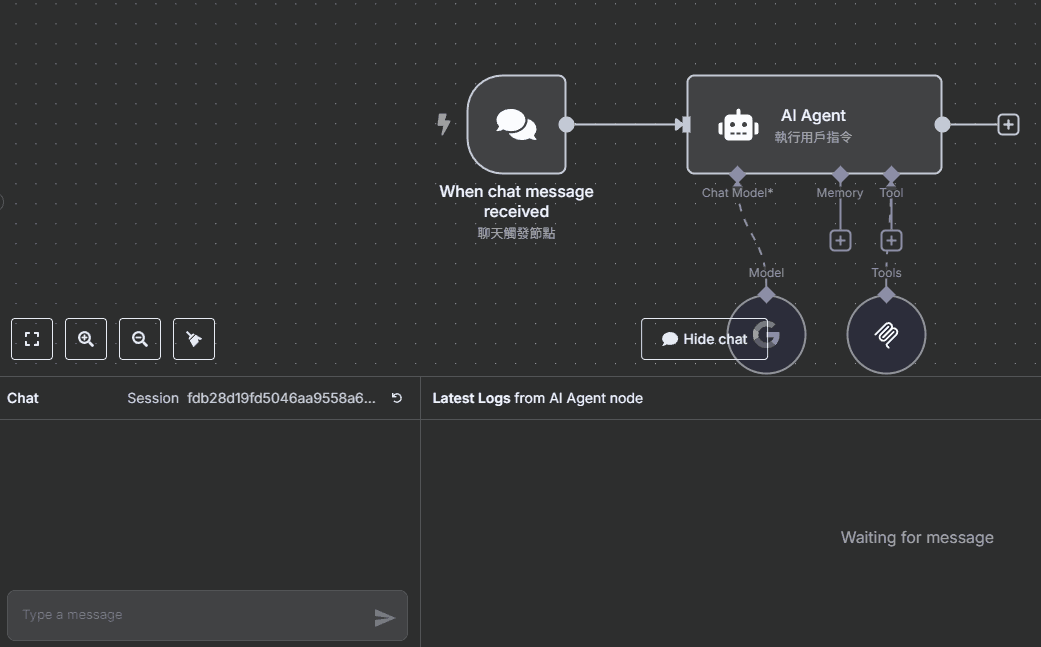 AI Agent
執行用戶指令
Chat Model*
Memory
Tool
When chat message
received
聊天觸發節點
Model
Tools
Hide chat
Chat
Session fdb28d19fd5046aa9558a6...
Latest Logs from AI Agent node
Waiting for message
Type a message